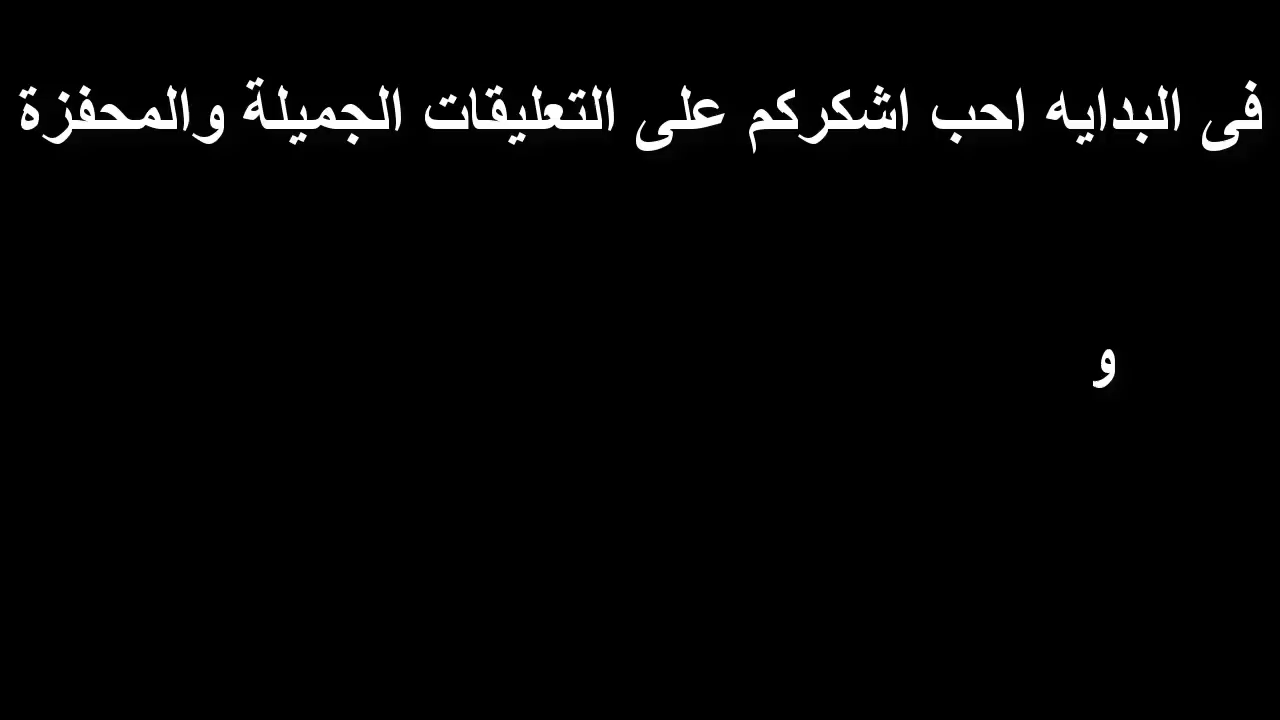 فى البدايه احب اشكركم على التعليقات الجميلة والمحفزة
و